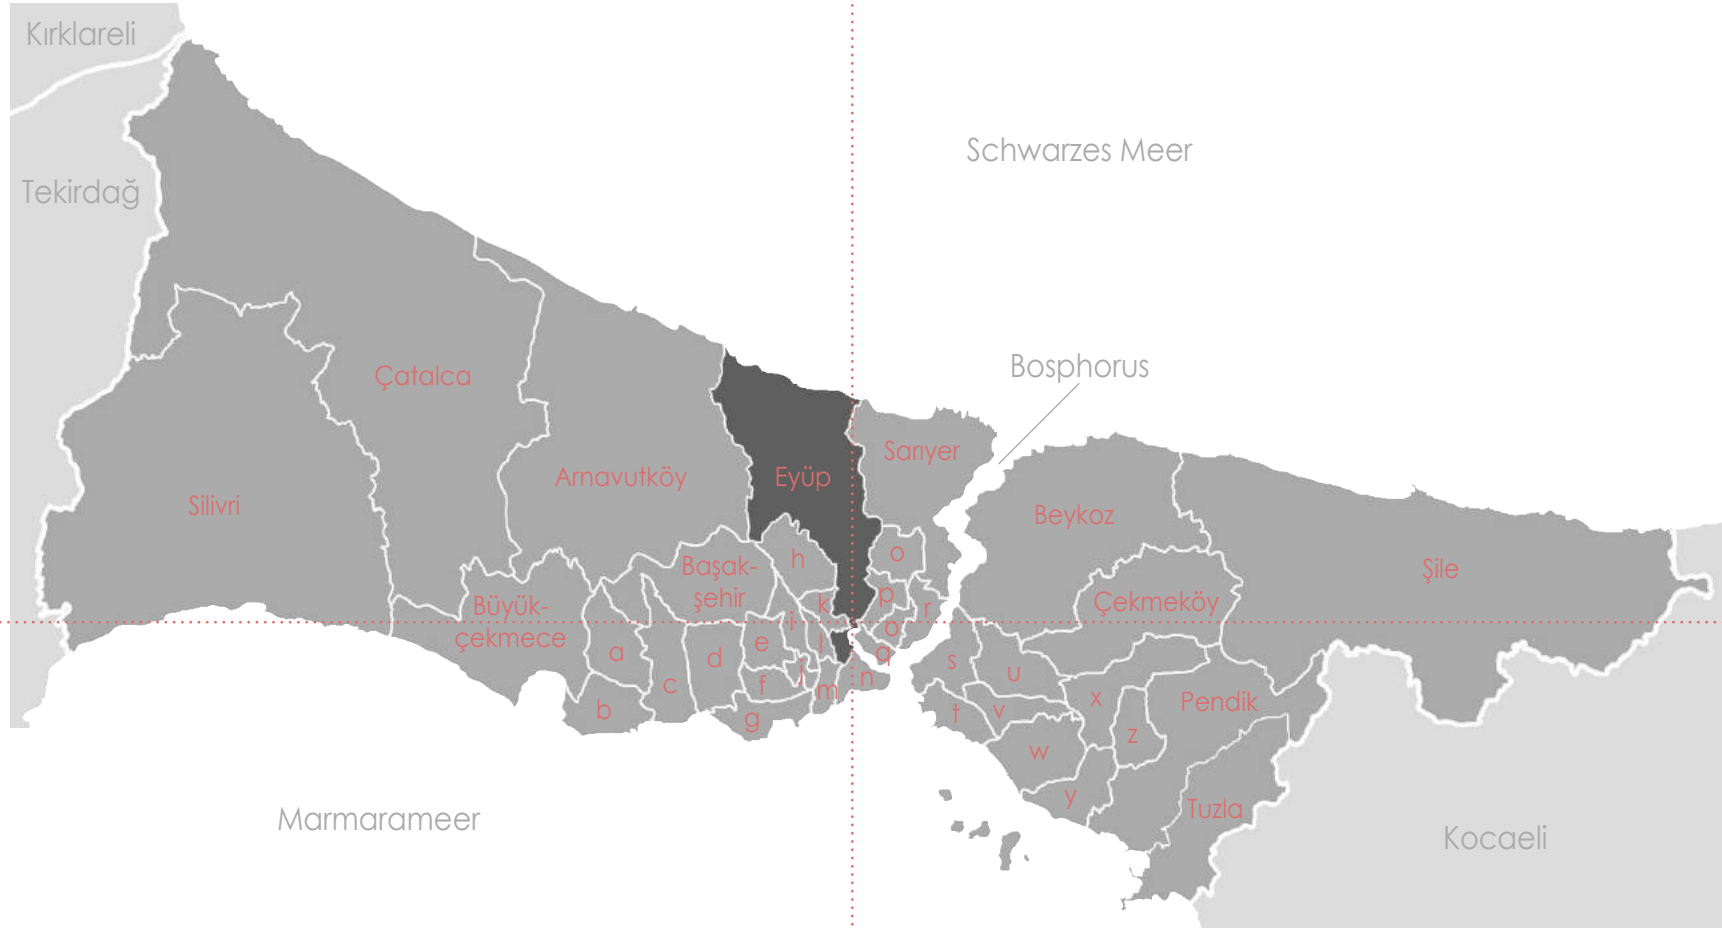 Kırklareli
Schwarzes Meer
Tekirdağ
Bosphorus
Çatalca
Sarıyer
Arnavutköy
Eyüp
Silivri
Beykoz
h
o
Başak-
şehir
Şile
Büyük-
çekmece
k
p
r
Çekmeköy
i
o
a
d
e
l
q
s
u
c
f
j
m
n
x
Pendik
b
g
t
v
z
w
y
Tuzla
Marmarameer
Kocaeli